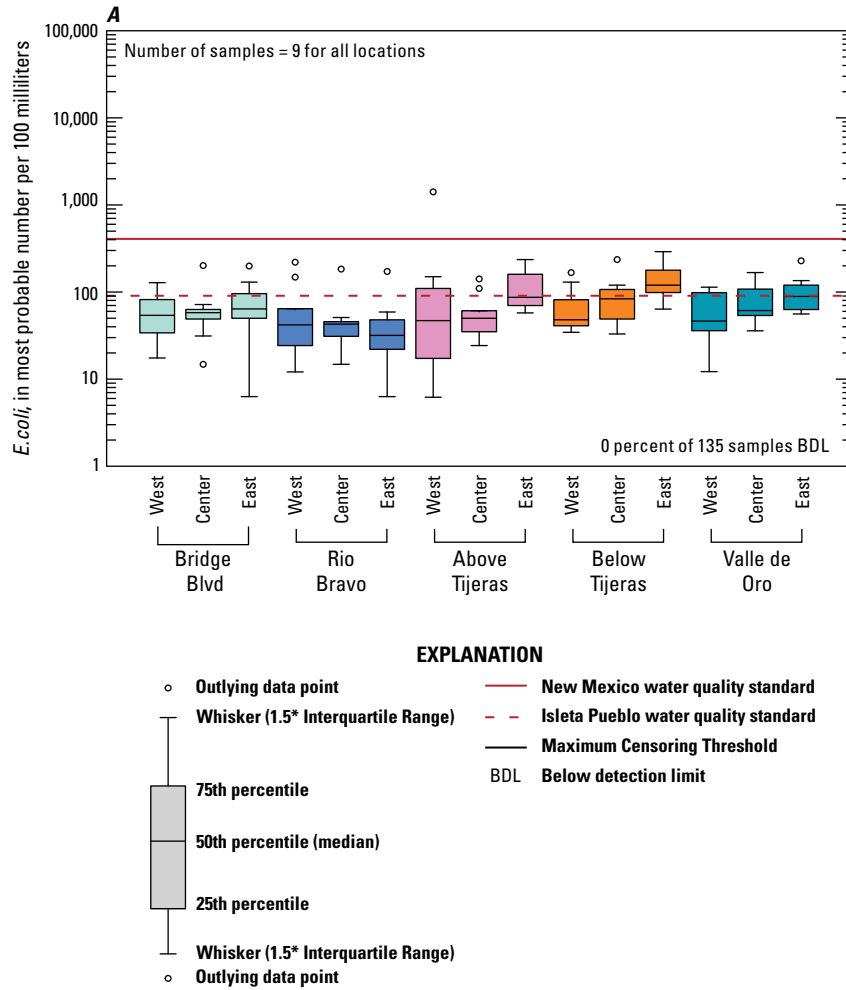 A
100,000
Number of samples = 9 for all locations
10,000
1,000
100
10
1
E.coli, in most probable number per 100 milliliters
0 percent of 135 samples BDL
West Center East West Center East West Center East West Center East West Center East
Bridge Blvd
Rio Bravo
Above Tijeras
Below Tijeras
Valle de Oro
EXPLANATION
Outlying data point
Whisker (1.5* Interquartile Range)
75th percentile
50th percentile (median)
25th percentile
Whisker (1.5* Interquartile Range)
Outlying data point
New Mexico water quality standard
Isleta Pueblo water quality standard
Maximum Censoring Threshold
BDL Below detection limit